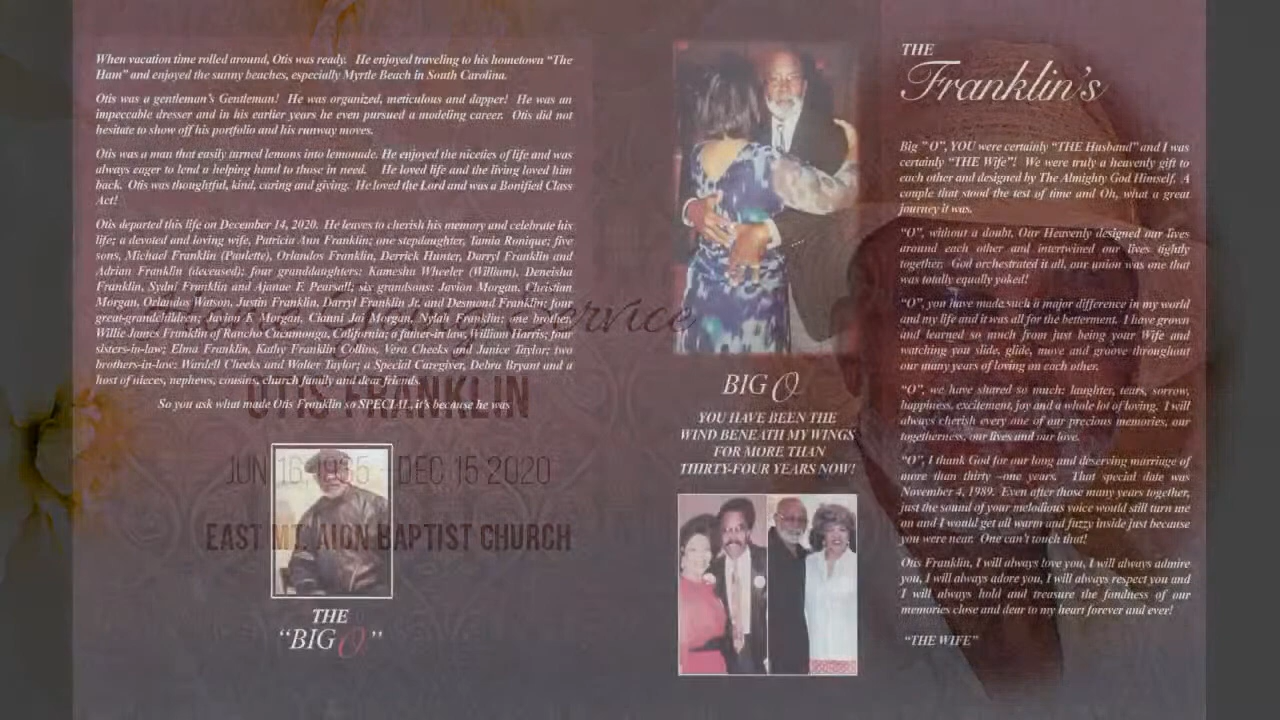 When vacation time rolled around, Otis was ready. He enjoyed traveling to his hometown "The
Ham" and enjoyed the sunny beaches, especially Myrtle Beach in South Carolina.
Otis was a gentleman's Gentleman! He was organized, meticulous and dapper! He was an
impeccable dresser and in his earlier years he even pursued a modeling career. Otis did not
hesitate to show off his portfolio and his runway moves.
Otis was a man that easily turned lemons into lemonade. He enjoyed the niceties of life and was
always eager to lend a helping hand to those in need. He loved life and the living loved him
back. Otis was thoughtful, kind, caring and giving. He loved the Lord and was a Bonified Class
Act!
Otis departed this life on December 14, 2020. He leaves to cherish his memory and celebrate his
life; a devoted and loving wife, Patricia Ann Franklin; one stepdaughter, Tamia Ronique; five
sons, Michael Franklin (Paulette), Orlandos Franklin, Derrick Hunter, Darryl Franklin and
Adrian Franklin (deceased); four granddaughters: Kamesha Wheeler (William), Deneisha
Franklin, Sydni Franklin and Ajanae F. Pearsall; six grandsons: Javion Morgan, Christian
Morgan, Orlandos Watson, Justin Franklin, Darryl Franklin Jr. and Desmond Franklin; four
great-grandchildren; Javion K Morgan, Cianni Jai Morgan, Nylah Franklin; one brother,
Willie James Franklin of Rancho Cucamonga, California; a father-in-law, William Harris; four
sisters-in-law; Elma Franklin, Kathy Franklin Collins, Vera Cheeks and Janice Taylor; two
brothers-in-law: Wardell Cheeks and Walter Taylor; a Special Caregiver, Debra Bryant and a
host of nieces, nephews, cousins, church family and dear friends.
So you ask what made Otis Franklin so SPECIAL, it's because he was
THE
"BIG O"
service
FRANKLIN
JUN 16 1935 - DEC 15 2020
EAST MT. AION BAPTIST CHURCH
BIG O
YOU HAVE BEEN THE
WIND BENEATH MY WINGS
FOR MORE THAN
THIRTY-FOUR YEARS NOW!
THE
Franklin's
Big "O", YOU were certainly "THE Husband" and I was
certainly "THE Wife"! We were truly a heavenly gift to
each other and designed by The Almighty God Himself. A
couple that stood the test of time and Oh, what a great
journey it was.
"O", without a doubt, Our Heavenly designed our lives
around each other and intertwined our lives tightly
together. God orchestrated it all, our union was one that
was totally equally yoked!
"O", you have made such a major difference in my world
and my life and it was all for the betterment. I have grown
and learned so much from just being your Wife and
watching you slide, glide, move and groove throughout
our many years of loving on each other.
"O", we have shared so much: laughter, tears, sorrow,
happiness, excitement, joy and a whole lot of loving. I will
always cherish every one of our precious memories, our
togetherness, our lives and our love.
"O", I thank God for our long and deserving marriage of
more than thirty –one years. That special date was
November 4, 1989. Even after those many years together,
just the sound of your melodious voice would still turn me
on and I would get all warm and fuzzy inside just because
you were near. One can't touch that!
Otis Franklin, I will always love you, I will always admire
you, I will always adore you, I will always respect you and
I will always hold and treasure the fondness of our
memories close and dear to my heart forever and ever!
"THE WIFE"